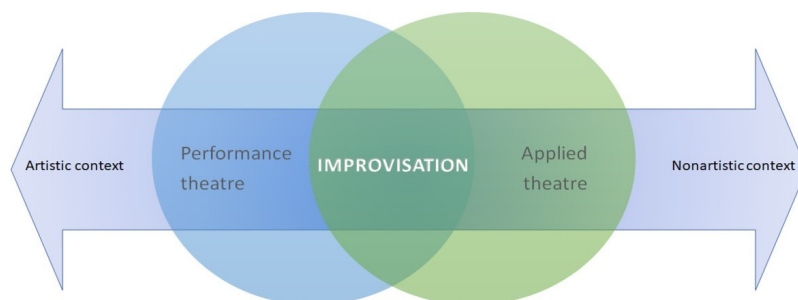 Performance
theatre
IMPROVISATION
Applied
theatre
Artistic context
Nonartistic context